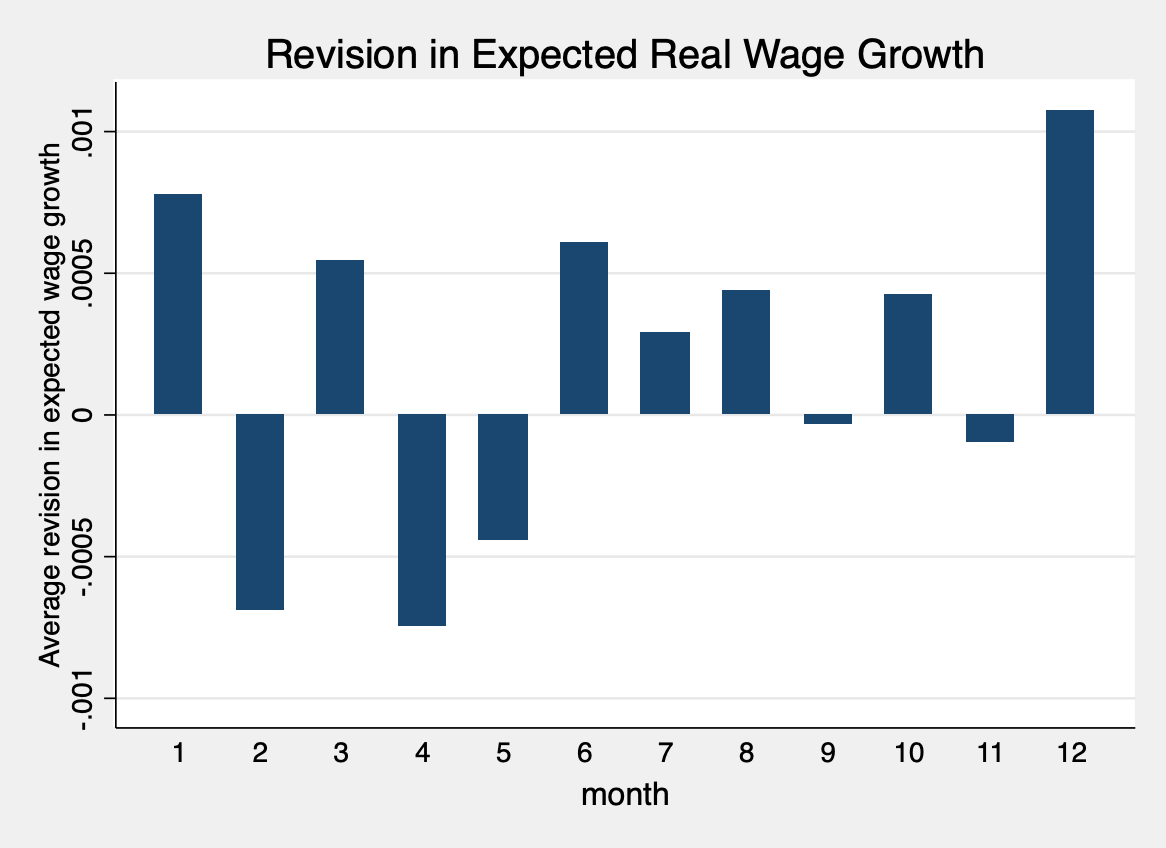 Revision in Expected Real Wage Growth
Average revision in expected wage growth
.001
.0005
0
-.0005
-.001
1 2 3 4 5 6 7 8 9 10 11 12
month